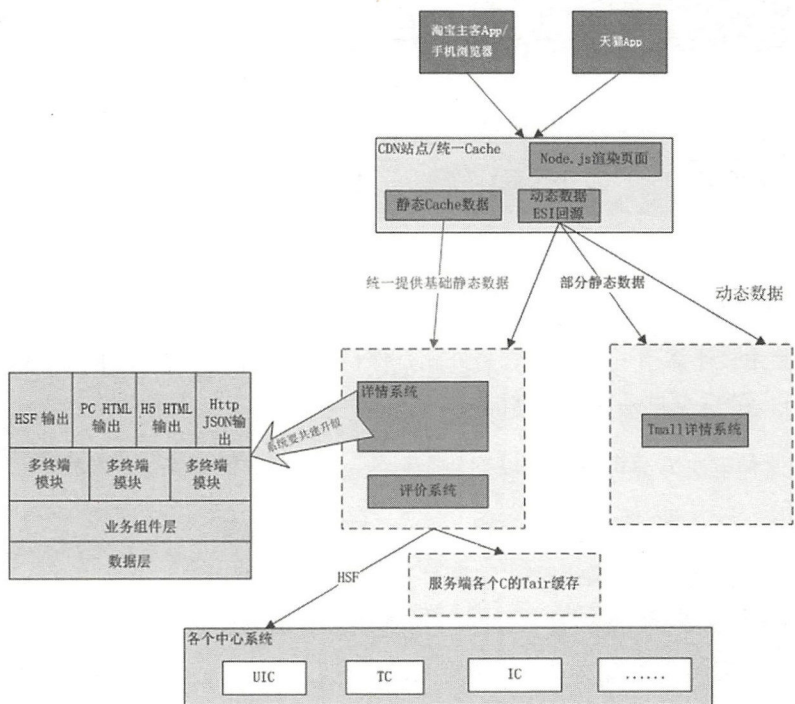 淘宝主客App/
手机浏览器
天猫App
CDN站点/统一Cache
Node.js渲染页面
静态Cache数据
动态数据
ESI回源
统一提供基础静态数据
部分静态数据
动态数据
详情系统
HSF 输出
PC HTML
输出
H5 HTML
输出
Http
JSON输
出
系统要共速升级
Tmall详情系统
多终端
模块
多终端
模块
多终端
模块
评价系统
业务组件层
数据层
HSF
服务端各个C的Tair缓存
各个中心系统
UIC
TC
IC
......